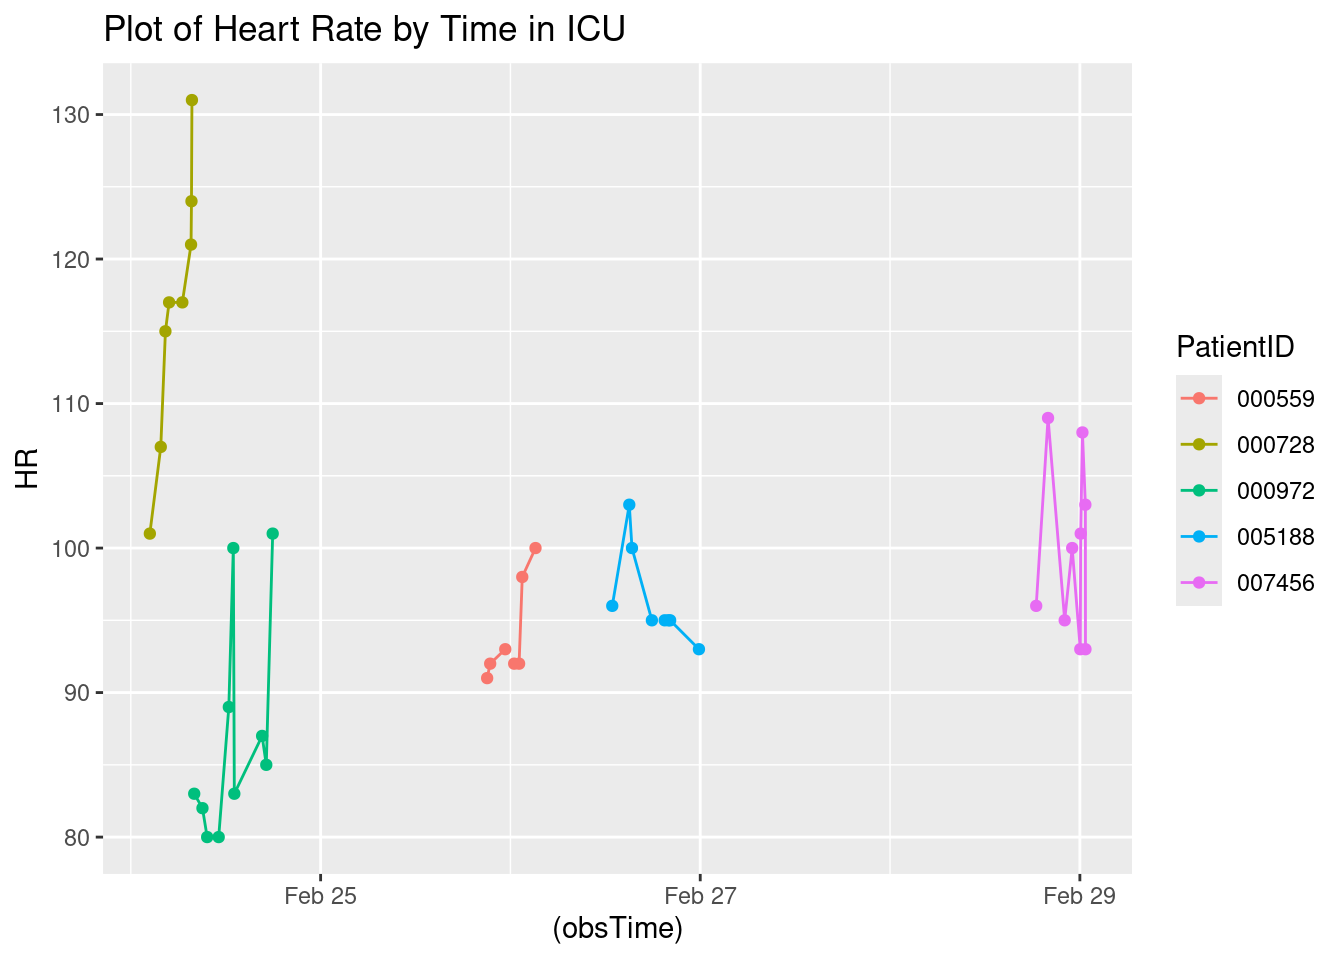 Plot of Heart Rate by Time in ICU
130
120
110
100
90
80
HR
Feb 25
Feb 27
Feb 29
(obsTime)
PatientID
000559
000728
000972
005188
007456